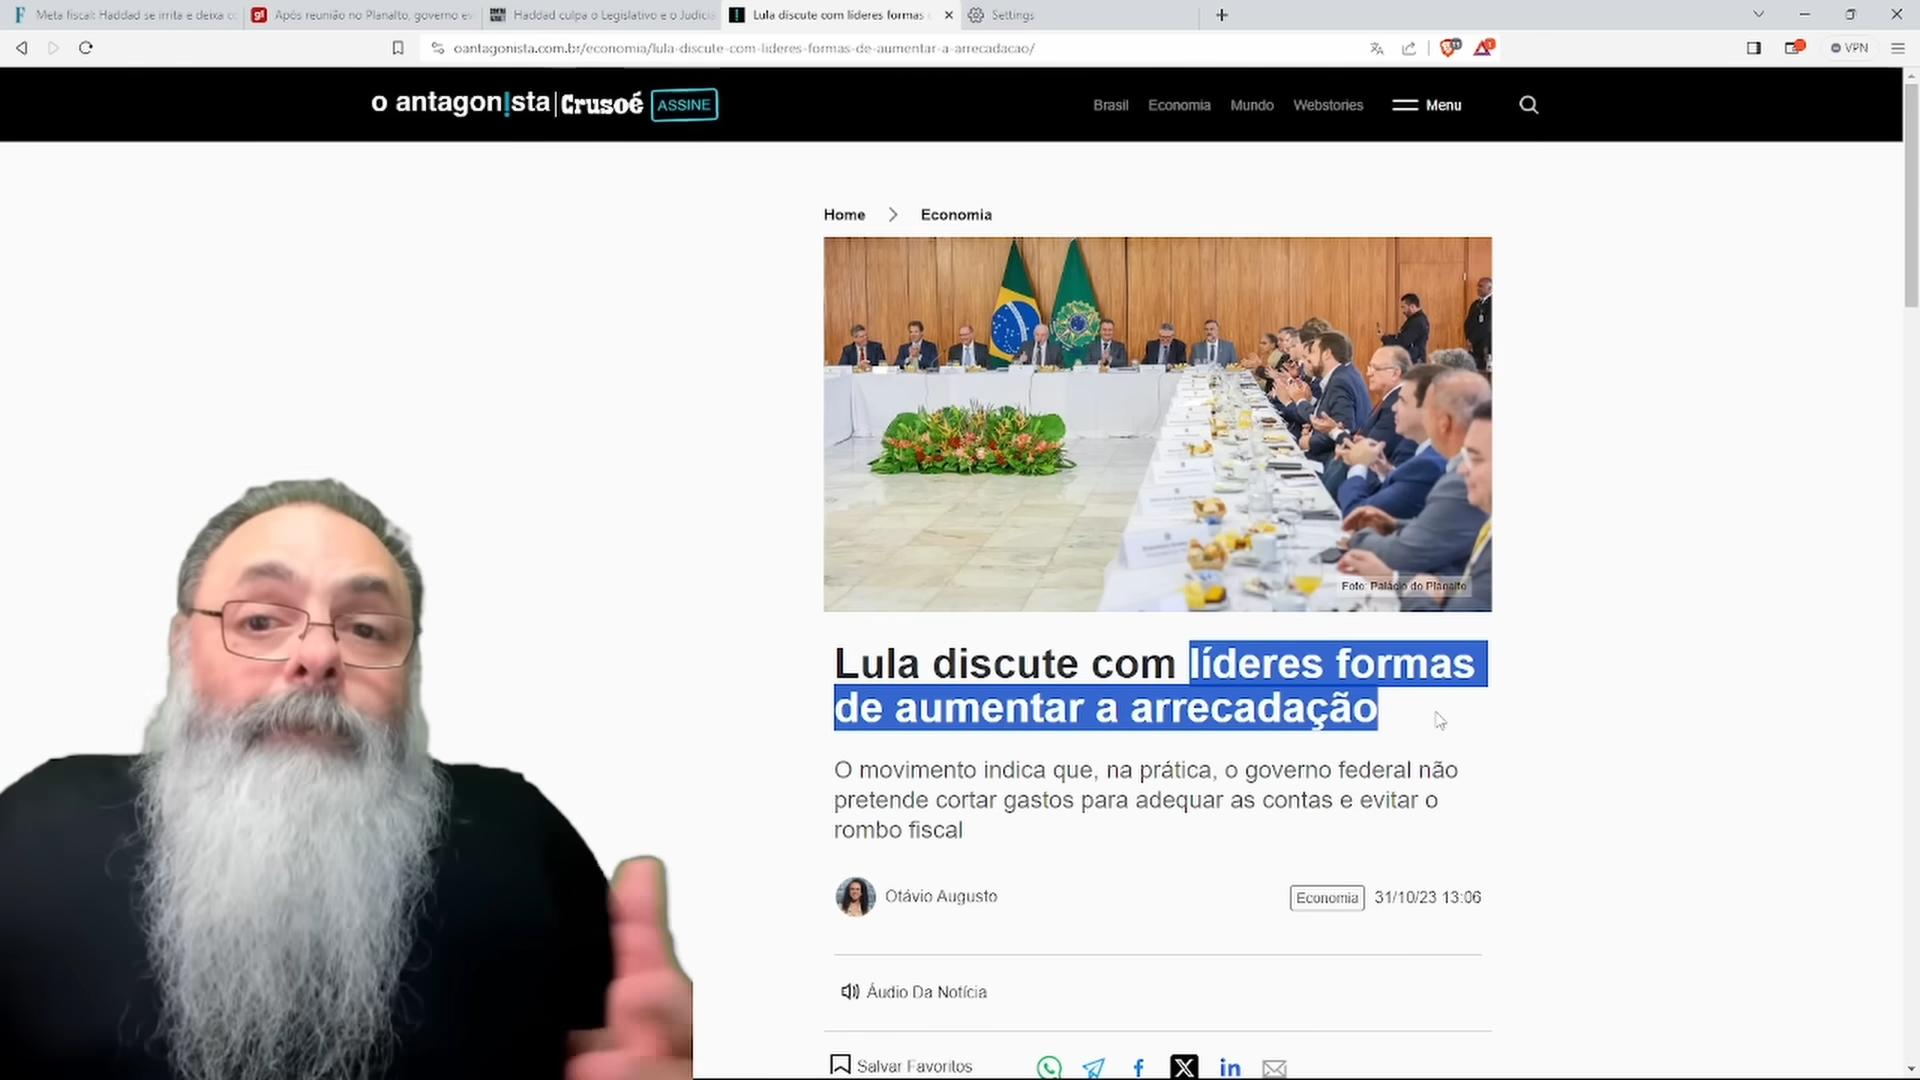 Meta fiscal: Haddad se irrita e deixa co
Após reunião no Planalto, governo ev
Haddad culpa o Legislativo e o Judiciá
Lula discute com líderes formas
Settings
oantagonista.com.br/economia/lula-discute-com-lideres-formas-de-aumentar-a-arrecadacao/
VPN
o antagon!sta|Crusoé ASSINE
Brasil Economia Mundo Webstories Menu
Home > Economia
Foto: Palácio do Planalto
Lula discute com líderes formas
de aumentar a arrecadação
O movimento indica que, na prática, o governo federal não
pretende cortar gastos para adequar as contas e evitar o
rombo fiscal
Otávio Augusto
Economia 31/10/23 13:06
Áudio Da Notícia
Salvar Favoritos